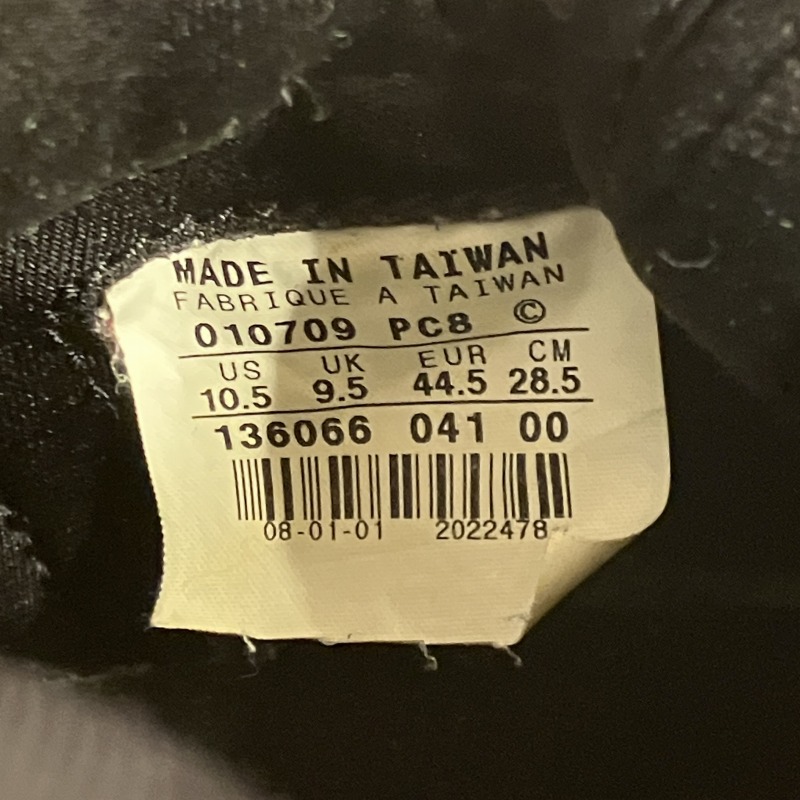 MADE IN TAIWAN
FABRIQUE A TAIWAN
010709 PC8 ©
US UK EUR CM
10.5 9.5 44.5 28.5
136066 041 00
08-01-01 2022478